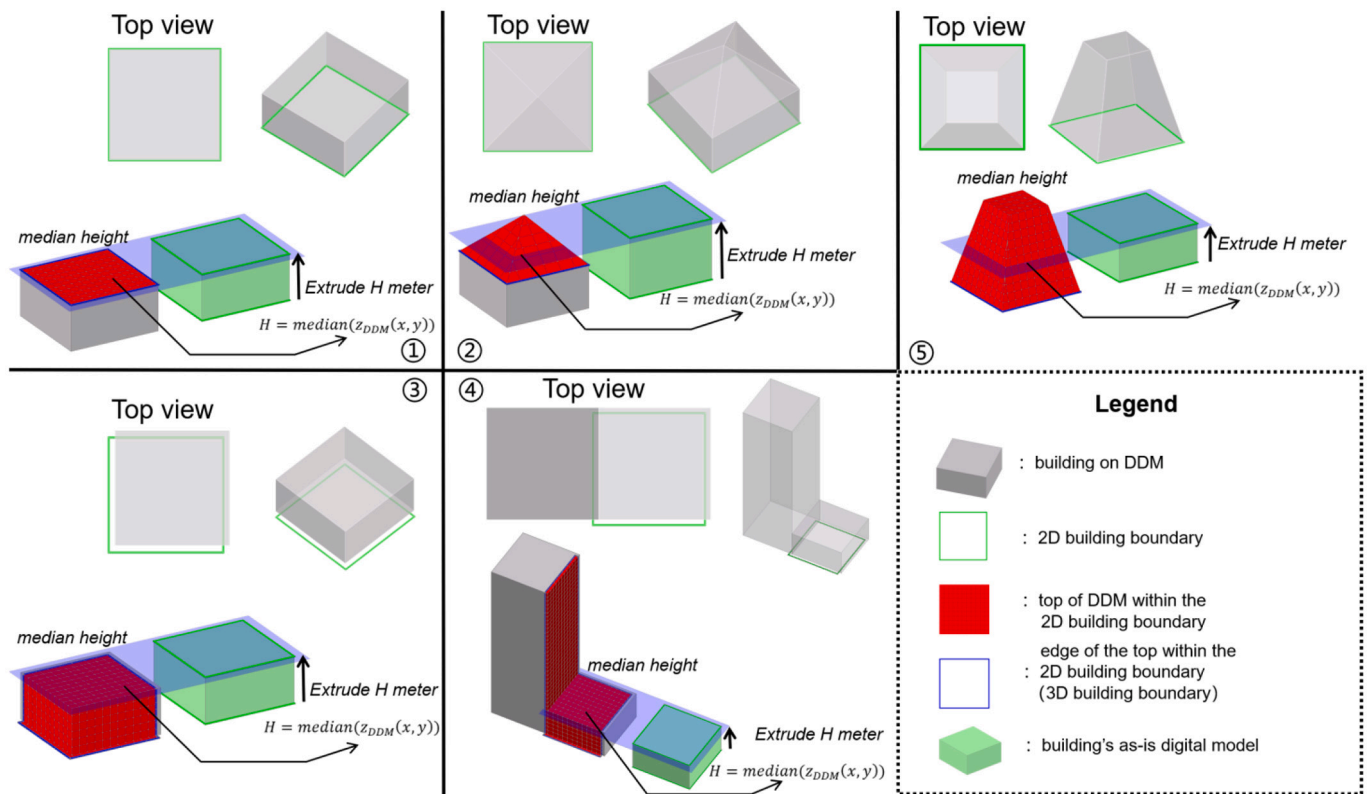 Top view
median height
Extrude H meter
H = median(z_DDM(x, y))
①
Top view
median height
Extrude H meter
H = median(z_DDM(x, y))
②
Top view
median height
Extrude H meter
H = median(z_DDM(x, y))
⑤
③
Top view
median height
Extrude H meter
H = median(z_DDM(x, y))
④
Top view
median height
Extrude H meter
H = median(z_DDM(x, y))
Legend
: building on DDM
: 2D building boundary
: top of DDM within the
2D building boundary
edge of the top within the
: 2D building boundary
(3D building boundary)
: building's as-is digital model